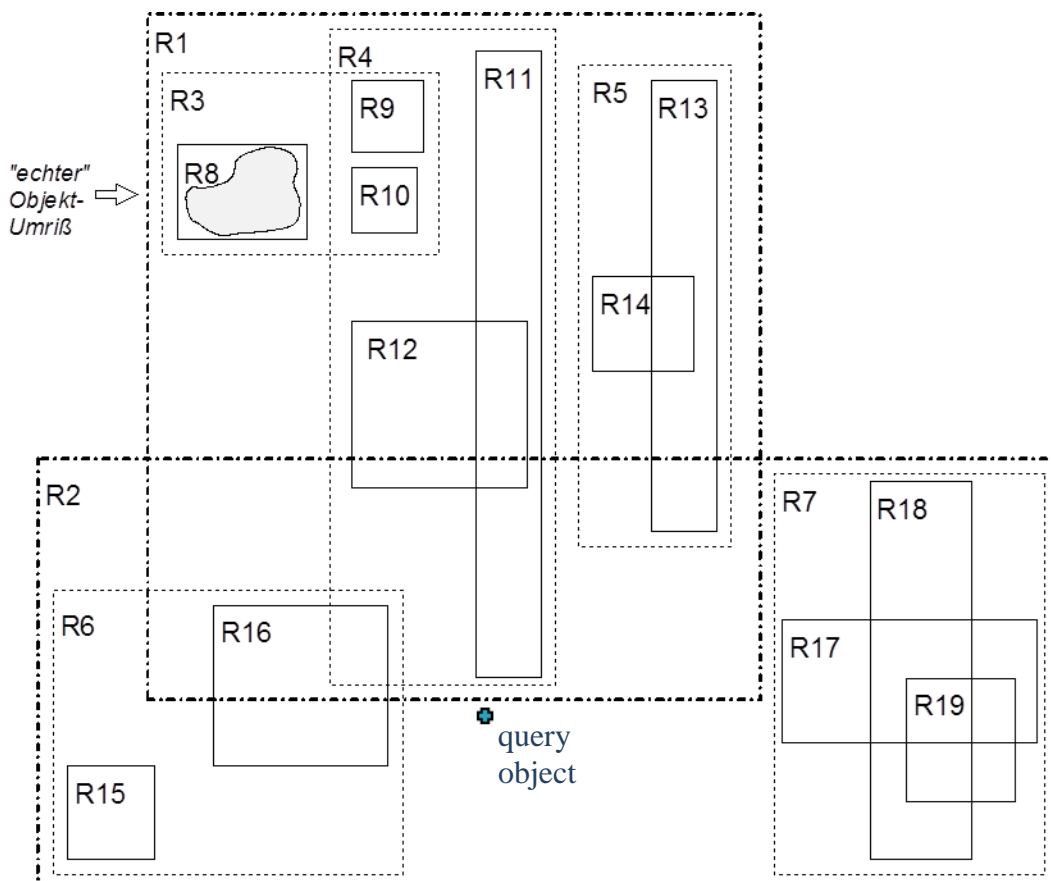 R1
R4
R11
R5
R13
R3
R9
"echter"
Objekt-
Umriß
R8
R10
R14
R12
R2
R7
R18
R6
R16
R17
R19
query
object
R15